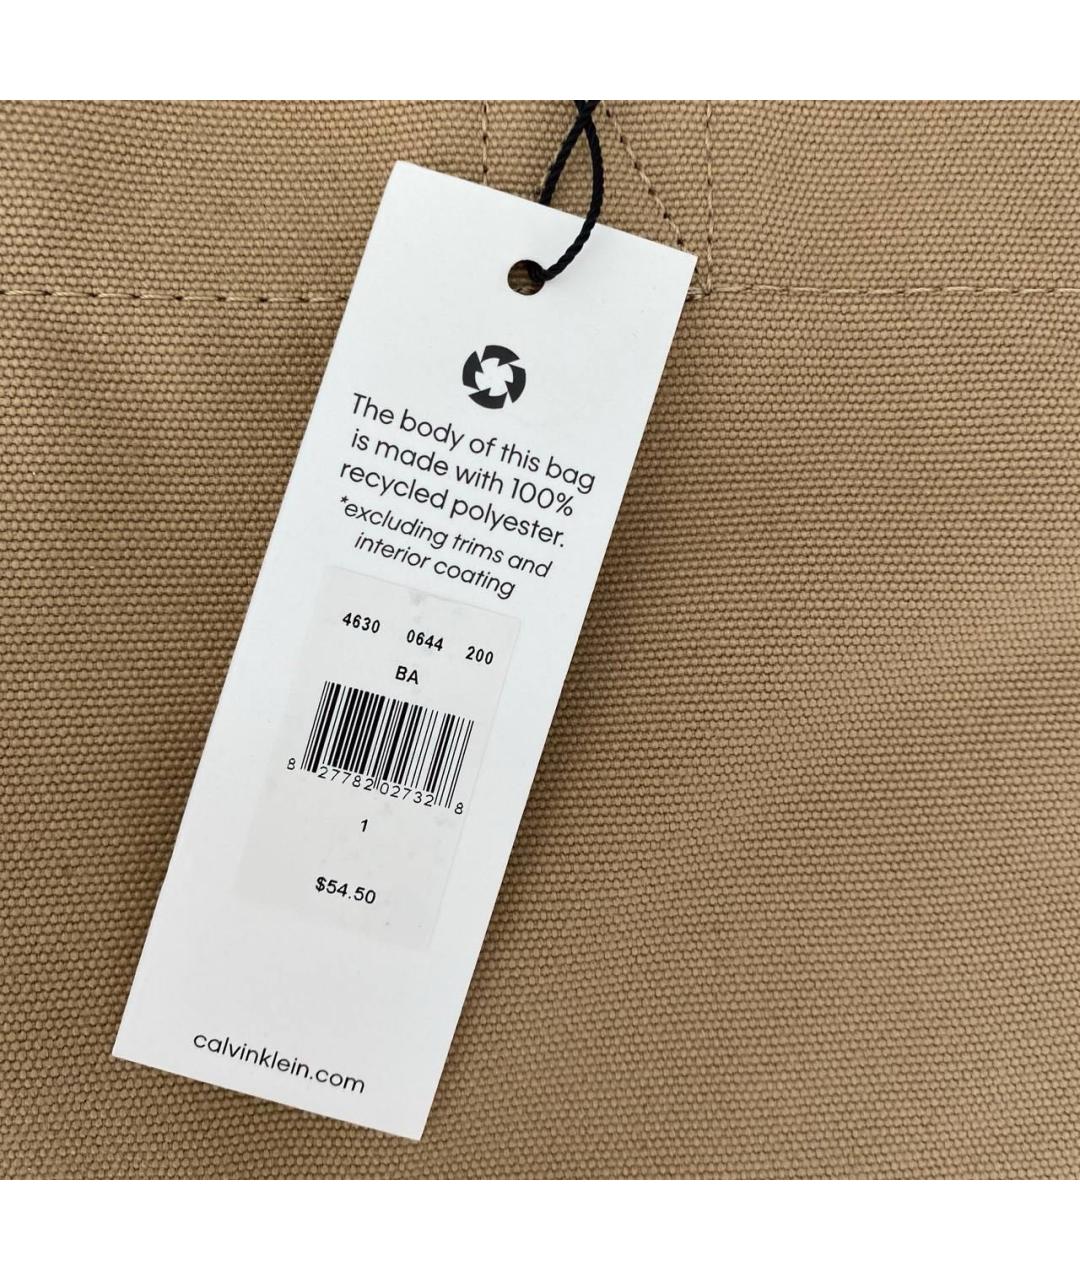 The body of this bag
is made with 100%
recycled polyester.
*excluding trims and
interior coating
4630 0644 200
BA
8 27782 02732 8
1
$54.50
calvinklein.com